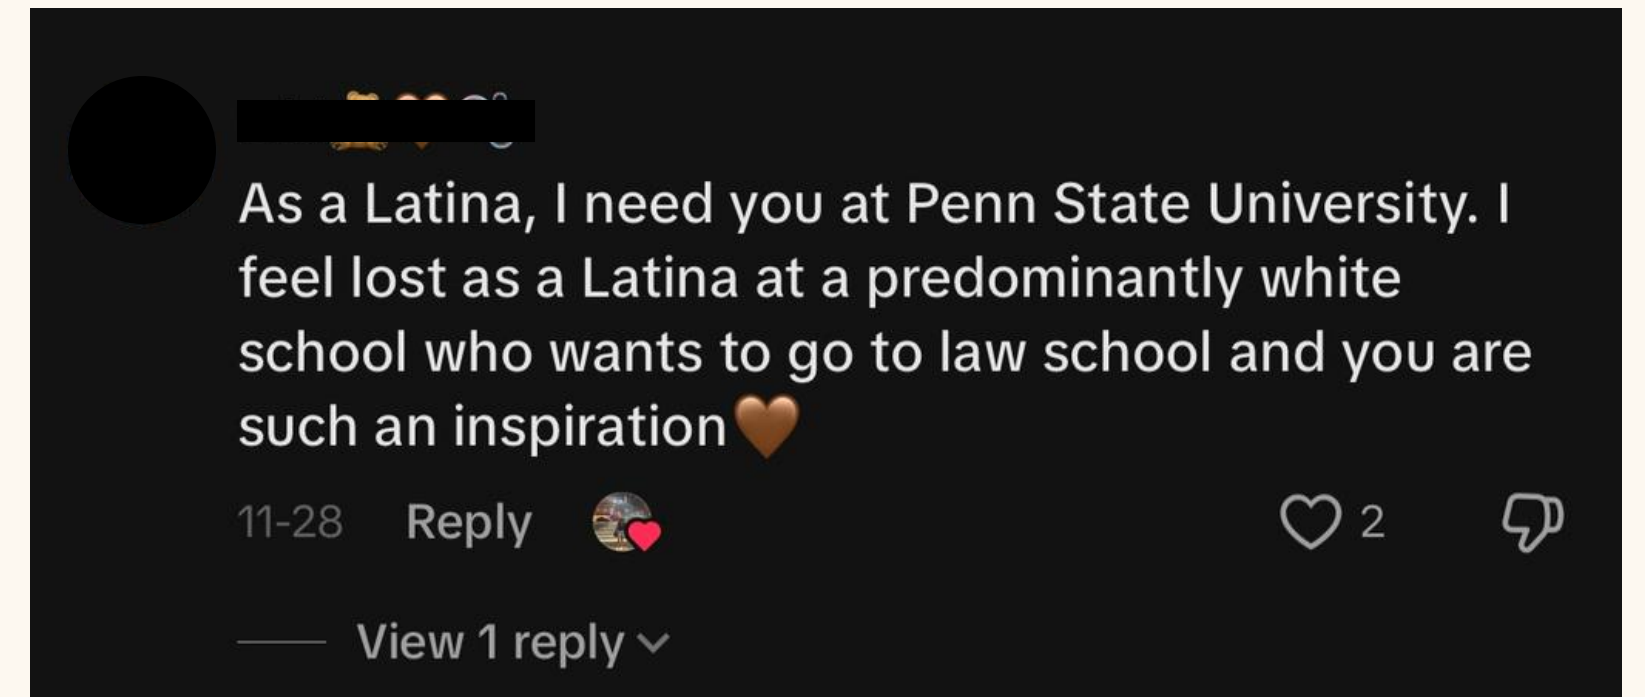 As a Latina, I need you at Penn State University. I
feel lost as a Latina at a predominantly white
school who wants to go to law school and you are
such an inspiration🤎
11-28 Reply 2
View 1 reply